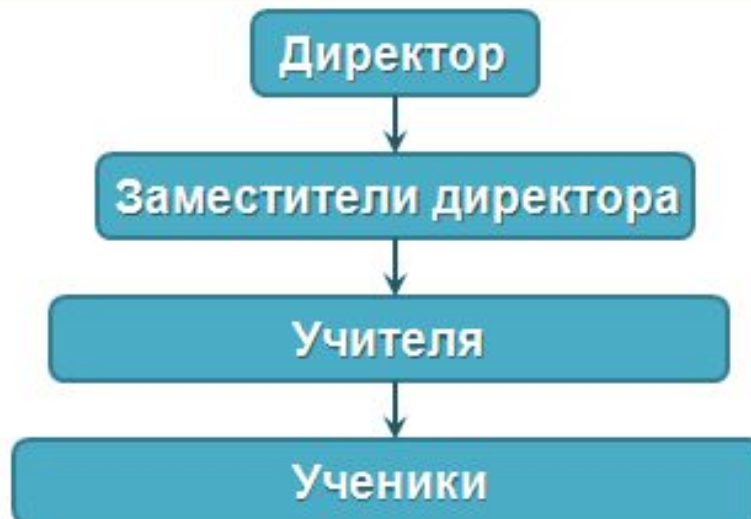 Директор
Заместители директора
Учителя
Ученики